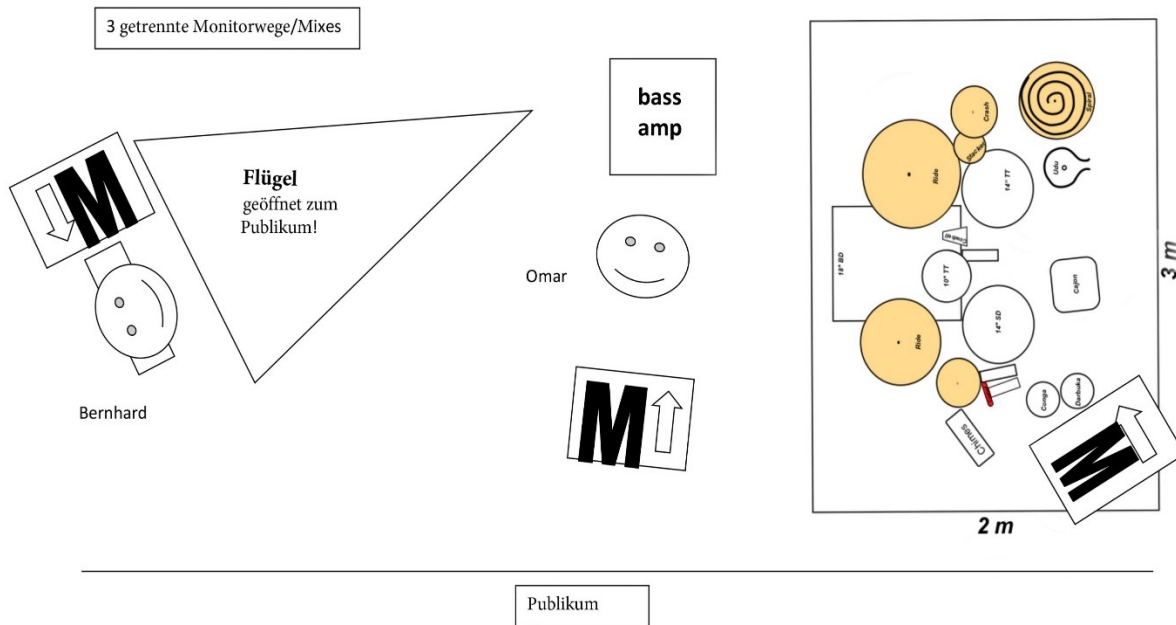 3 getrennte Monitorwege/Mixes
M
Flügel
geöffnet zum
Publikum!
Bernhard
bass
amp
Omar
M
Crash
Spiral
Ride
14" TT
Udu
18" BD
10" TT
Cajon
14" SD
Ride
Conga
Darbuka
Chimes
M
3 m
2 m
Publikum